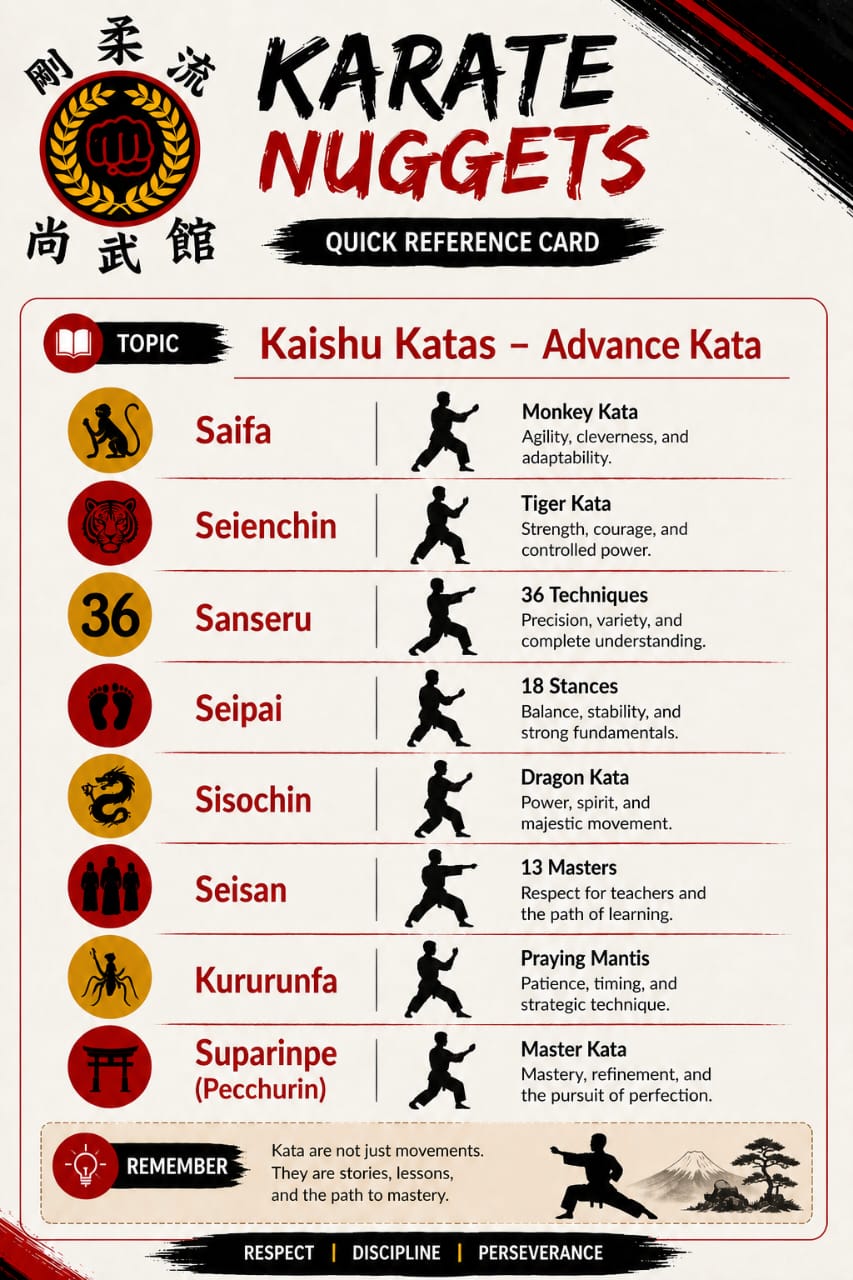 剛柔流
KARATE
NUGGETS
尚武館
QUICK REFERENCE CARD
TOPIC
Kaishu Katas – Advance Kata
Saifa
Monkey Kata
Agility, cleverness, and
adaptability.
Seienchin
Tiger Kata
Strength, courage, and
controlled power.
36
Sanseru
36 Techniques
Precision, variety, and
complete understanding.
Seipai
18 Stances
Balance, stability, and
strong fundamentals.
Sisochin
Dragon Kata
Power, spirit, and
majestic movement.
Seisan
13 Masters
Respect for teachers and
the path of learning.
Kururunfa
Praying Mantis
Patience, timing, and
strategic technique.
Suparinpe
(Pecchurin)
Master Kata
Mastery, refinement, and
the pursuit of perfection.
REMEMBER
Kata are not just movements.
They are stories, lessons,
and the path to mastery.
RESPECT | DISCIPLINE | PERSEVERANCE